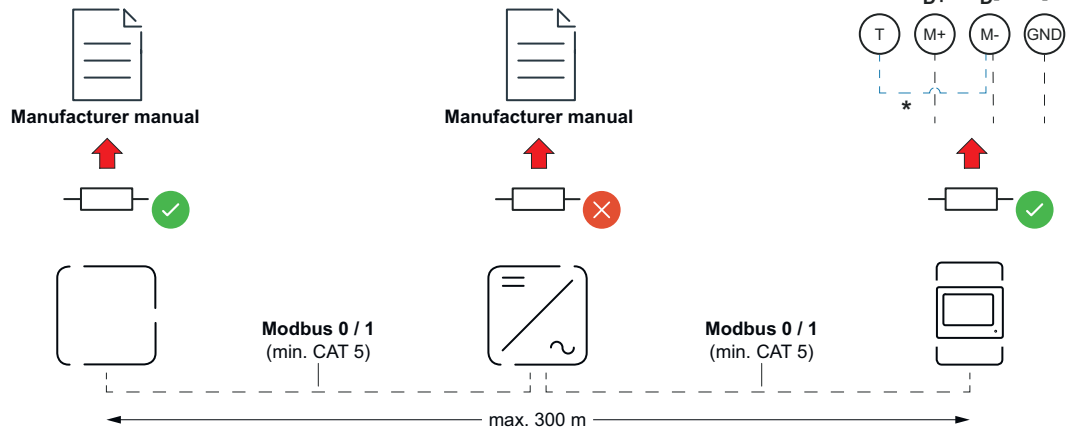 T M+ M- GND
*
Manufacturer manual Manufacturer manual
Modbus 0 / 1 Modbus 0 / 1
(min. CAT 5) (min. CAT 5)
max. 300 m